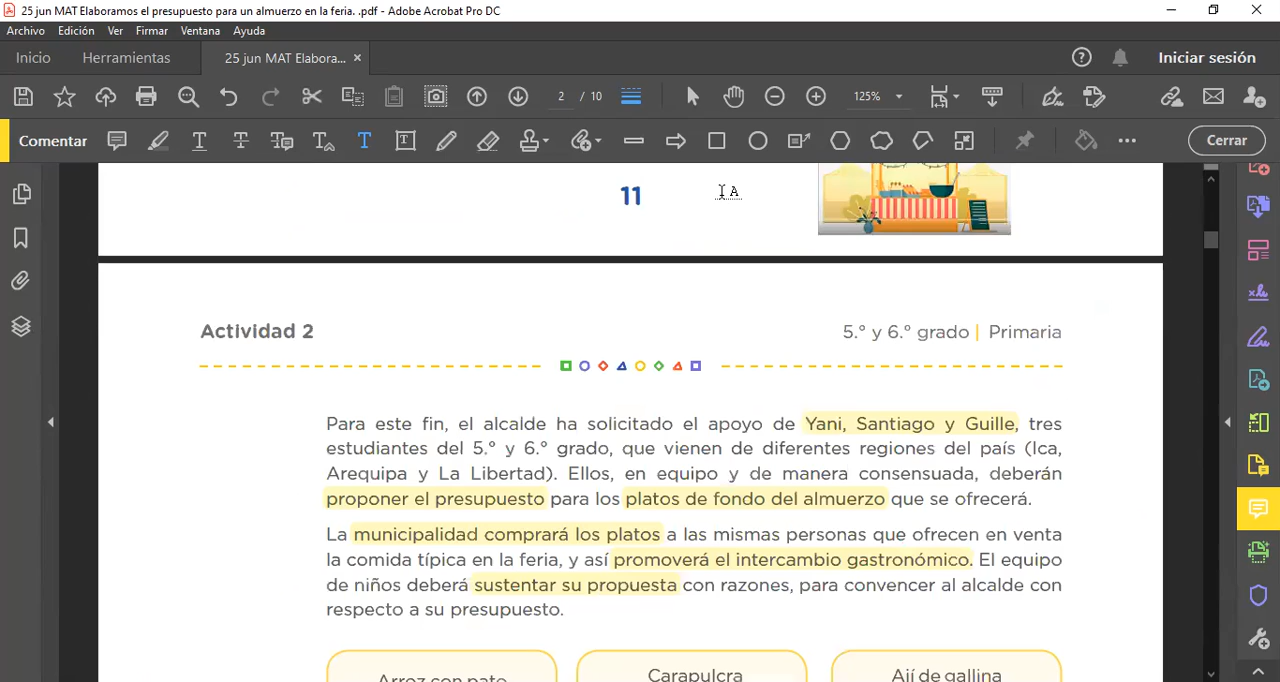 25 jun MAT Elaboramos el presupuesto para un almuerzo en la feria. .pdf - Adobe Acrobat Pro DC
Archivo Edición Ver Firmar Ventana Ayuda
Inicio Herramientas 25 jun MAT Elabora... × Iniciar sesión
2 / 10 125%
Comentar Cerrar
11
Actividad 2 5.° y 6.° grado | Primaria
Para este fin, el alcalde ha solicitado el apoyo de Yani, Santiago y Guille, tres
estudiantes del 5.° y 6.° grado, que vienen de diferentes regiones del país (Ica,
Arequipa y La Libertad). Ellos, en equipo y de manera consensuada, deberán
proponer el presupuesto para los platos de fondo del almuerzo que se ofrecerá.
La municipalidad comprará los platos a las mismas personas que ofrecen en venta
la comida típica en la feria, y así promoverá el intercambio gastronómico. El equipo
de niños deberá sustentar su propuesta con razones, para convencer al alcalde con
respecto a su presupuesto.
Arroz con pato Carapulcra Ají de gallina